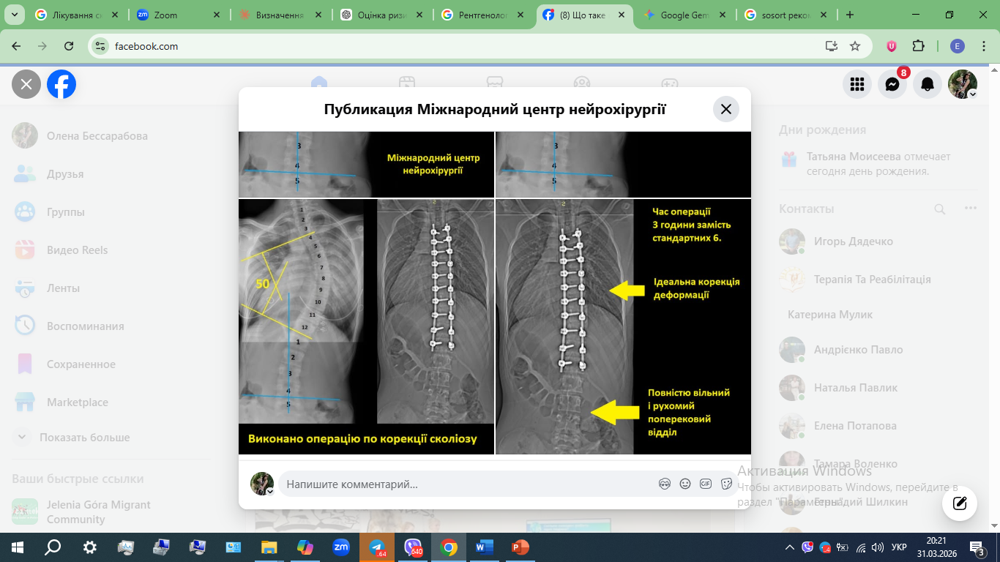 Лікування ск
Zoom
Визначення
Оцінка ризи
Рентгенолог
(8) Що таке
Google Gem
sosort реком
facebook.com
E
8
Публикация Міжнародний центр нейрохірургії
Олена Бессарабова
Друзья
Группы
Видео Reels
Ленты
Воспоминания
Сохраненное
Marketplace
Показать больше
Ваши быстрые ссылки
Jelenia Góra Migrant
Community
3
4
5
Міжнародний центр
нейрохірургії
3
4
5
1
2
3
4
5
6
7
8
9
10
11
12
1
2
3
4
5
50
2
Виконано операцію по корекції сколіозу
2
Час операції
3 години замість
стандартних 6.
Ідеальна корекція
деформації
Повністю вільний
і рухомий
поперековий
відділ
Напишите комментарий...
GIF
Дни рождения
Татьяна Моисеева отмечает
сегодня день рождения.
Контакты
Игорь Дядечко
Терапія Та Реабілітація
Катерина Мулик
Андрієнко Павло
Наталья Павлик
Елена Потапова
Тамара Воленко
Геннадий Шилкин
Активация Windows
Чтобы активировать Windows, перейдите в
раздел "Параметры".
zm
64
640
УКР
20:21
31.03.2026
3